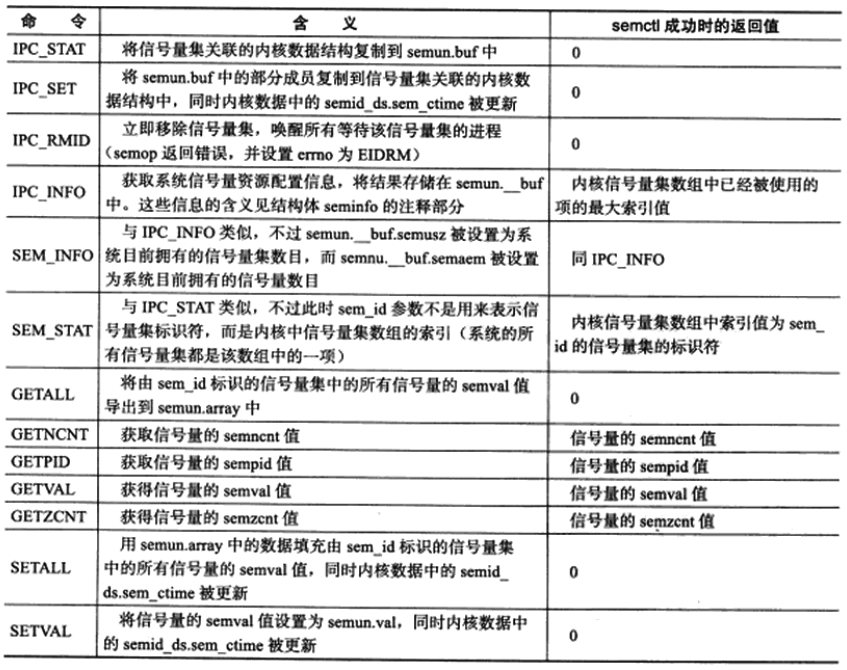 命 令 含 义 semctl 成功时的返回值
IPC_STAT 将信号量集关联的内核数据结构复制到 semun.buf 中 0
将 semun.buf 中的部分成员复制到信号量集关联的内核数
IPC_SET 0
据结构中，同时内核数据中的 semid_ds.sem_ctime 被更新
立即移除信号量集，唤醒所有等待该信号量集的进程
IPC_RMID 0
（semop 返回错误，并设置 errno 为 EIDRM）
获取系统信号量资源配置信息，将结果存储在 semun.__buf 内核信号量集数组中已经被使用的
IPC_INFO
中。这些信息的含义见结构体 seminfo 的注释部分 项的最大索引值
与 IPC_INFO 类似，不过 semun.__buf.semusz 被设置为系
SEM_INFO 统目前拥有的信号量集数目，而 semnu.__buf.semaem 被设置 同 IPC_INFO
为系统目前拥有的信号量数目
与 IPC_STAT 类似，不过此时 sem_id 参数不是用来表示信
SEM_STAT 号量集标识符，而是内核中信号量集数组的索引（系统的所 内核信号量集数组中索引值为 sem_
有信号量集都是该数组中的一项） id 的信号量集的标识符
将由 sem_id 标识的信号量集中的所有信号量的 semval 值
GETALL 0
导出到 semun.array 中
GETNCNT 获取信号量的 semncnt 值 信号量的 semncnt 值
GETPID 获取信号量的 sempid 值 信号量的 sempid 值
GETVAL 获得信号量的 semval 值 信号量的 semval 值
GETZCNT 获得信号量的 semzcnt 值 信号量的 semzcnt 值
用 semun.array 中的数据填充由 sem_id 标识的信号量集
SETALL 中的所有信号量的 semval 值，同时内核数据中的 semid_ 0
ds.sem_ctime 被更新
将信号量的 semval 值设置为 semun.val，同时内核数据中
SETVAL 0
的 semid_ds.sem_ctime 被更新